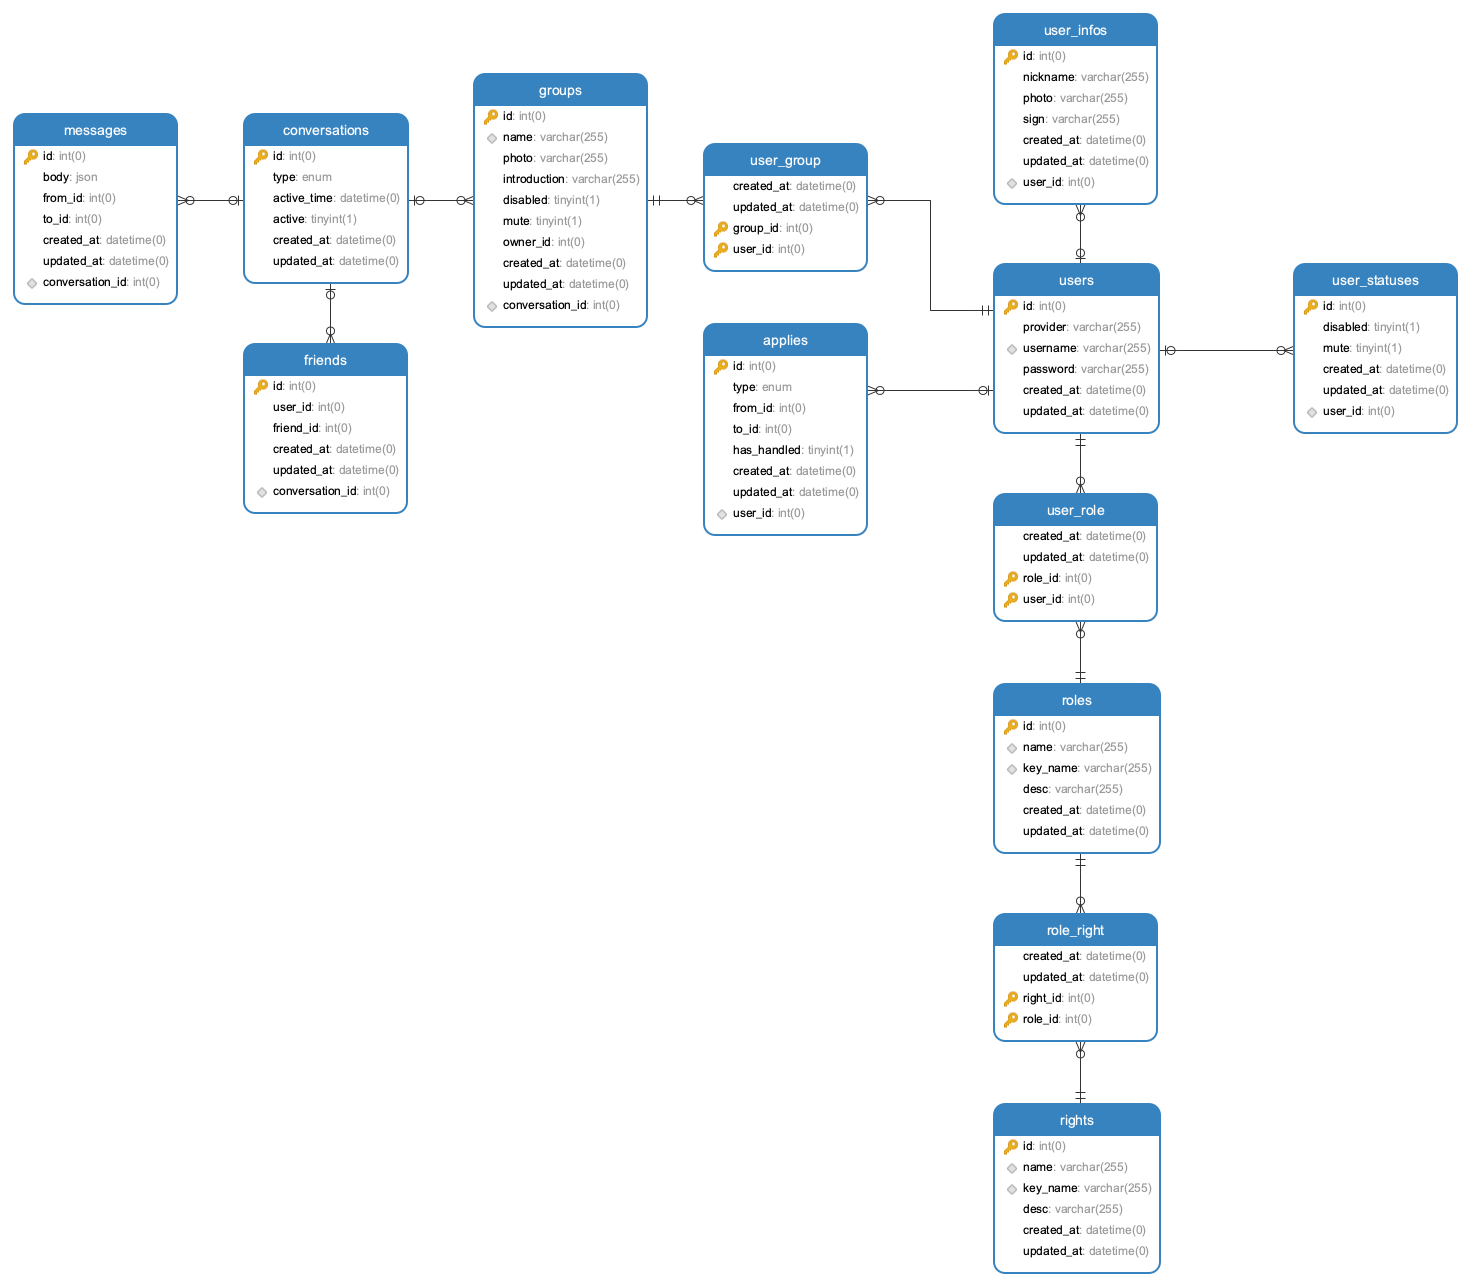 messages
id: int(0)
body: json
from_id: int(0)
to_id: int(0)
created_at: datetime(0)
updated_at: datetime(0)
conversation_id: int(0)
conversations
id: int(0)
type: enum
active_time: datetime(0)
active: tinyint(1)
created_at: datetime(0)
updated_at: datetime(0)
friends
id: int(0)
user_id: int(0)
friend_id: int(0)
created_at: datetime(0)
updated_at: datetime(0)
conversation_id: int(0)
groups
id: int(0)
name: varchar(255)
photo: varchar(255)
introduction: varchar(255)
disabled: tinyint(1)
mute: tinyint(1)
owner_id: int(0)
created_at: datetime(0)
updated_at: datetime(0)
conversation_id: int(0)
user_group
created_at: datetime(0)
updated_at: datetime(0)
group_id: int(0)
user_id: int(0)
applies
id: int(0)
type: enum
from_id: int(0)
to_id: int(0)
has_handled: tinyint(1)
created_at: datetime(0)
updated_at: datetime(0)
user_id: int(0)
user_infos
id: int(0)
nickname: varchar(255)
photo: varchar(255)
sign: varchar(255)
created_at: datetime(0)
updated_at: datetime(0)
user_id: int(0)
users
id: int(0)
provider: varchar(255)
username: varchar(255)
password: varchar(255)
created_at: datetime(0)
updated_at: datetime(0)
user_statuses
id: int(0)
disabled: tinyint(1)
mute: tinyint(1)
created_at: datetime(0)
updated_at: datetime(0)
user_id: int(0)
user_role
created_at: datetime(0)
updated_at: datetime(0)
role_id: int(0)
user_id: int(0)
roles
id: int(0)
name: varchar(255)
key_name: varchar(255)
desc: varchar(255)
created_at: datetime(0)
updated_at: datetime(0)
role_right
created_at: datetime(0)
updated_at: datetime(0)
right_id: int(0)
role_id: int(0)
rights
id: int(0)
name: varchar(255)
key_name: varchar(255)
desc: varchar(255)
created_at: datetime(0)
updated_at: datetime(0)